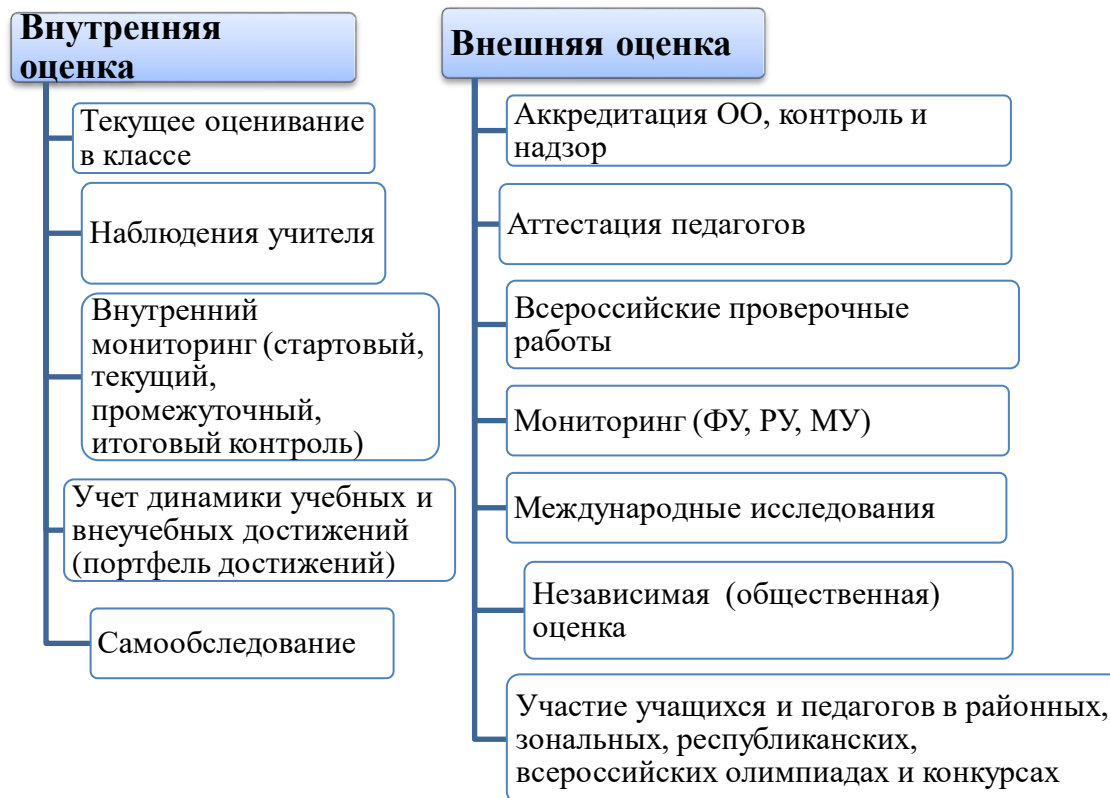 Внутренняя
оценка
Текущее оценивание
в классе
Наблюдения учителя
Внутренний
мониторинг (стартовый,
текущий,
промежуточный,
итоговый контроль)
Учет динамики учебных и
внеучебных достижений
(портфель достижений)
Самообследование
Внешняя оценка
Аккредитация ОО, контроль и
надзор
Аттестация педагогов
Всероссийские проверочные
работы
Мониторинг (ФУ, РУ, МУ)
Международные исследования
Независимая (общественная)
оценка
Участие учащихся и педагогов в районных,
зональных, республиканских,
всероссийских олимпиадах и конкурсах